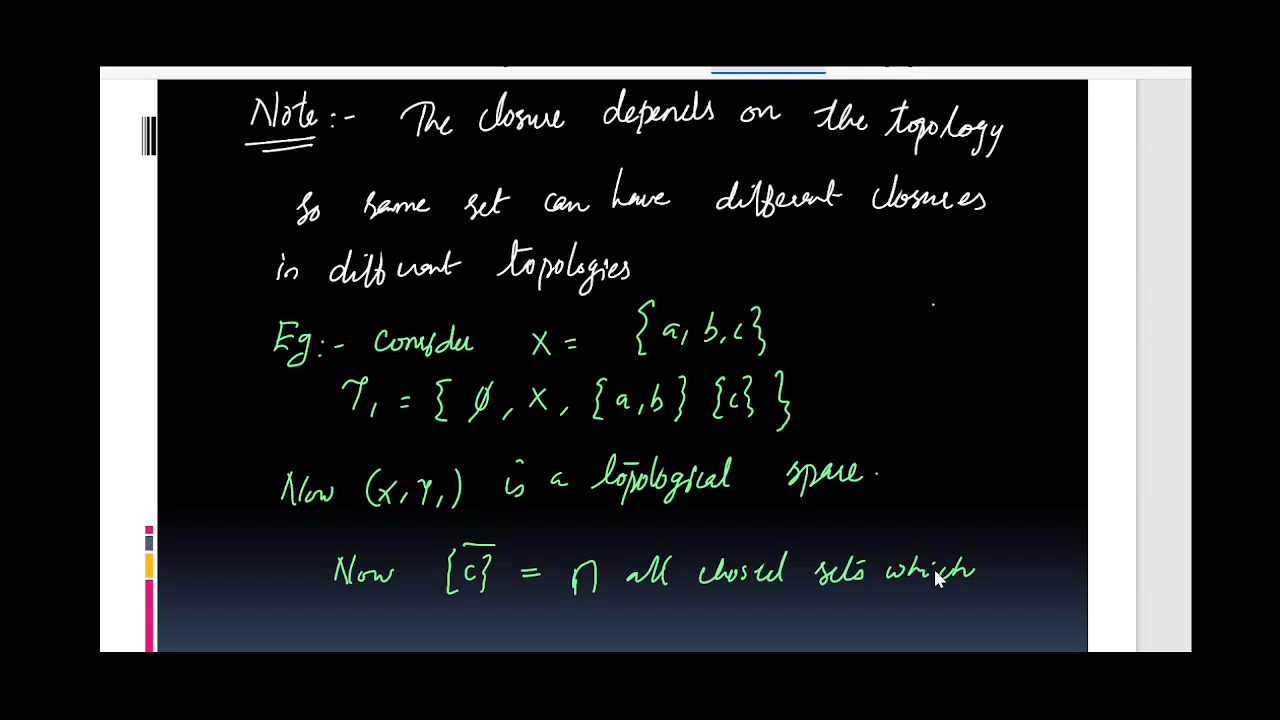 Note :- The closure depends on the topology
so same set can have different closures
in different topologies
Eg:- Consider X = {a, b, c}
τ₁ = { ∅, X, {a, b} {c} }
Now (X, τ₁) is a topological space.
Now \overline{{c}} = ∩ all closed sets which